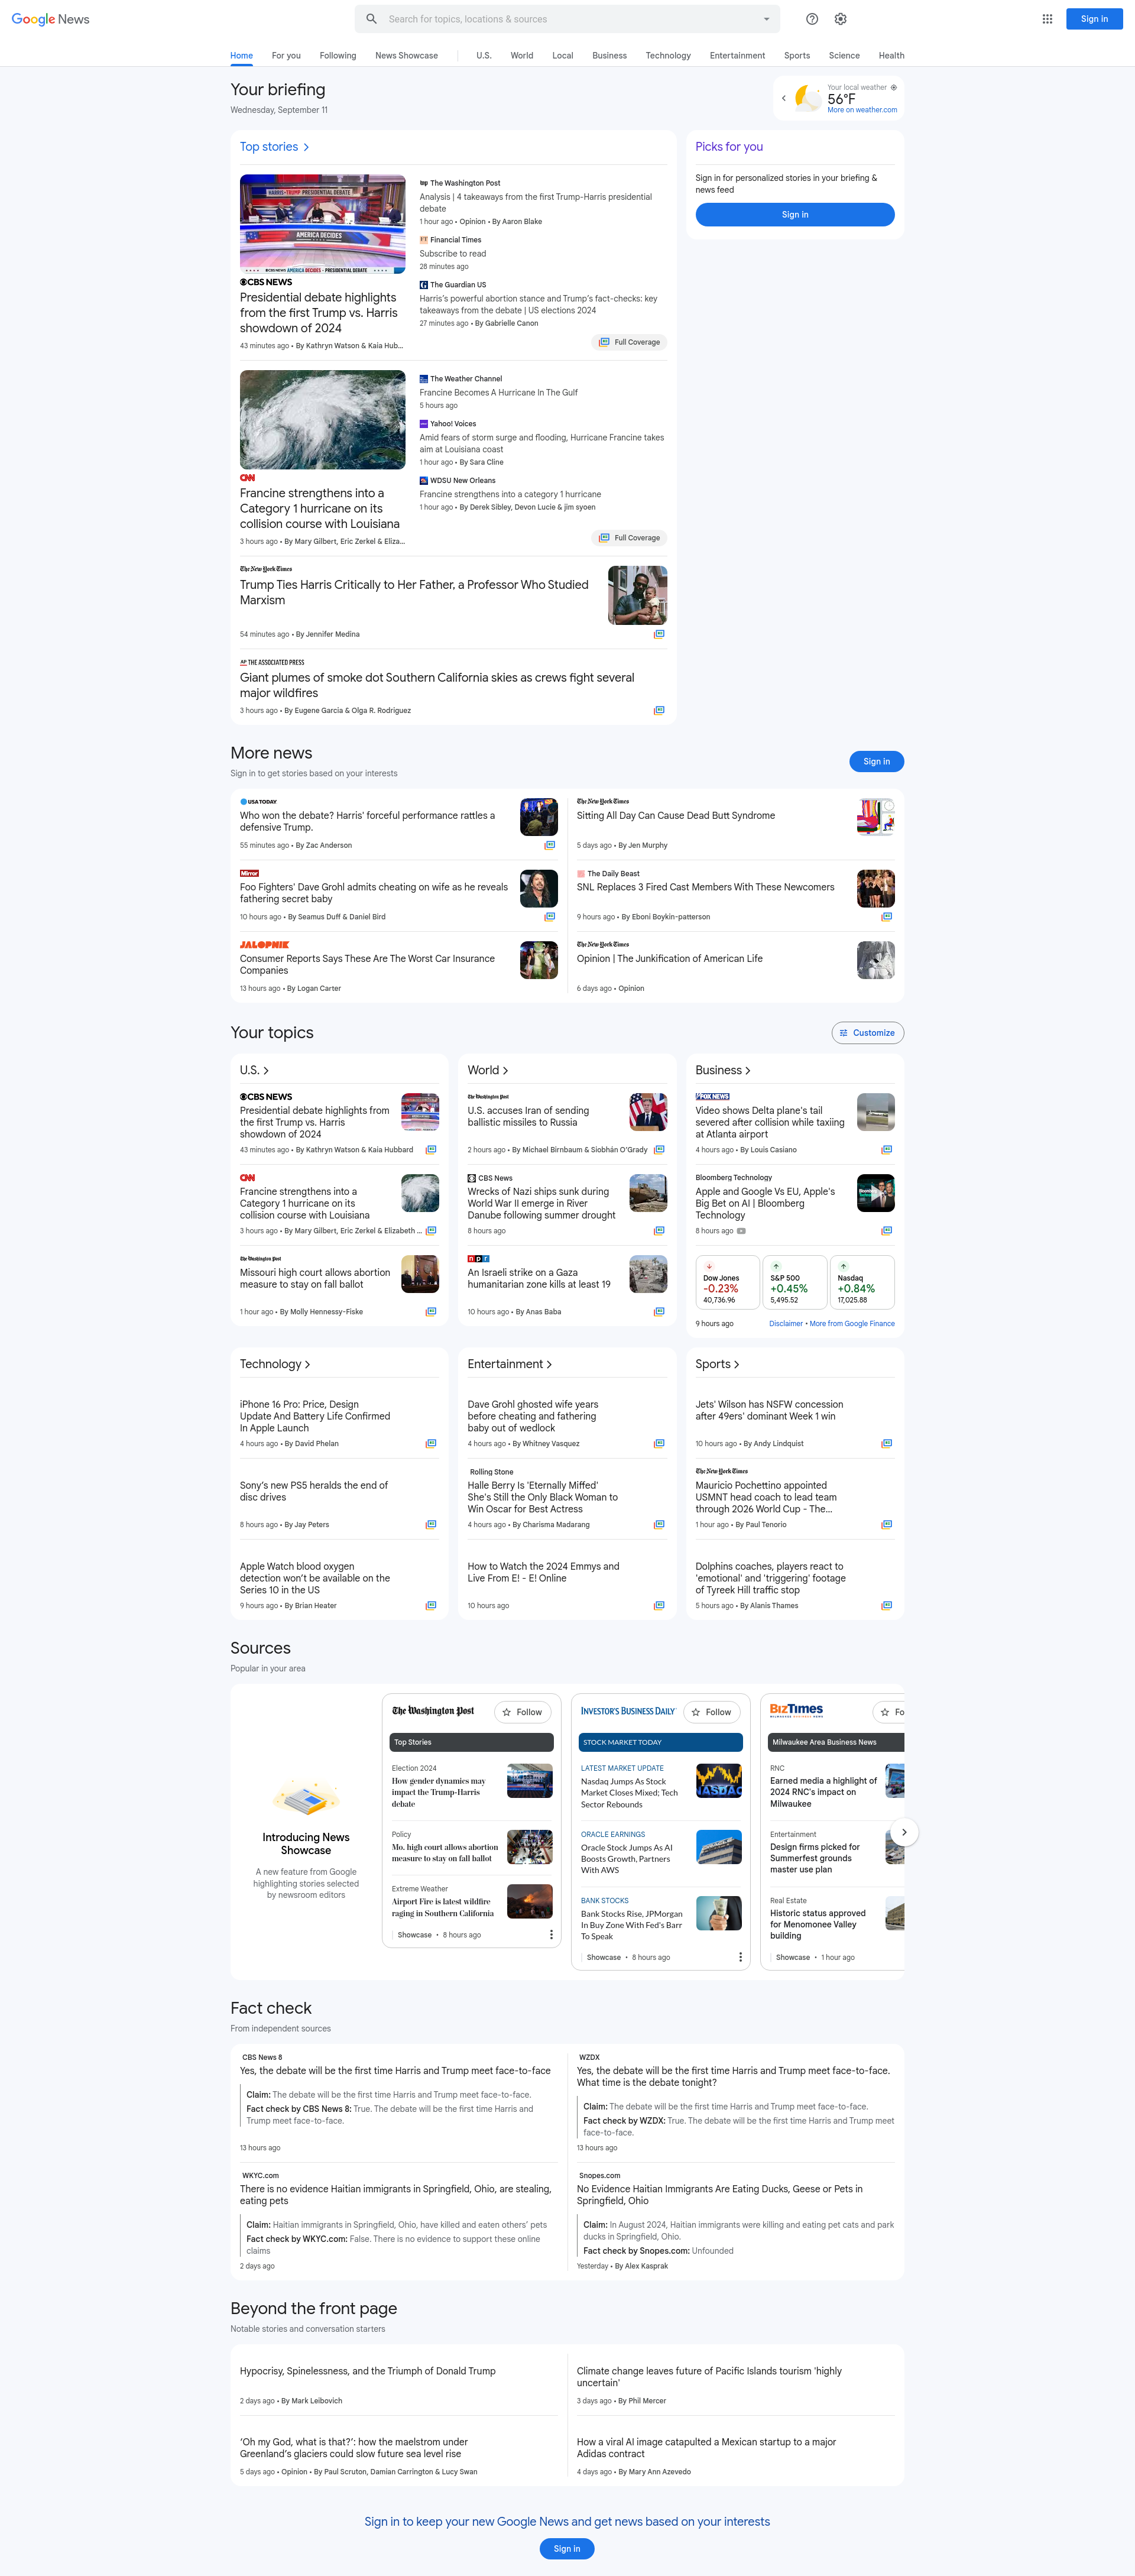 Google News
Search for topics, locations & sources
Sign in
Home For you Following News Showcase U.S. World Local Business Technology Entertainment Sports Science Health
Your briefing
Wednesday, September 11
Your local weather
56°F
More on weather.com
Top stories
HARRIS-TRUMP PRESIDENTIAL DEBATE
AMERICA DECIDES
CBS NEWS AMERICA DECIDES - PRESIDENTIAL DEBATE
CBS NEWS
Presidential debate highlights
from the first Trump vs. Harris
showdown of 2024
43 minutes ago • By Kathryn Watson & Kaia Hub...
The Washington Post
Analysis | 4 takeaways from the first Trump-Harris presidential
debate
1 hour ago • Opinion • By Aaron Blake
Financial Times
Subscribe to read
28 minutes ago
The Guardian US
Harris's powerful abortion stance and Trump's fact-checks: key
takeaways from the debate | US elections 2024
27 minutes ago • By Gabrielle Canon
Full Coverage
Picks for you
Sign in for personalized stories in your briefing &
news feed
Sign in
CNN
Francine strengthens into a
Category 1 hurricane on its
collision course with Louisiana
3 hours ago • By Mary Gilbert, Eric Zerkel & Eliza...
The Weather Channel
Francine Becomes A Hurricane In The Gulf
5 hours ago
Yahoo! Voices
Amid fears of storm surge and flooding, Hurricane Francine takes
aim at Louisiana coast
1 hour ago • By Sara Cline
WDSU New Orleans
Francine strengthens into a category 1 hurricane
1 hour ago • By Derek Sibley, Devon Lucie & jim syoen
Full Coverage
The New York Times
Trump Ties Harris Critically to Her Father, a Professor Who Studied
Marxism
54 minutes ago • By Jennifer Medina
AP THE ASSOCIATED PRESS
Giant plumes of smoke dot Southern California skies as crews fight several
major wildfires
3 hours ago • By Eugene Garcia & Olga R. Rodriguez
More news
Sign in to get stories based on your interests
Sign in
USA TODAY
Who won the debate? Harris' forceful performance rattles a
defensive Trump.
55 minutes ago • By Zac Anderson
The New York Times
Sitting All Day Can Cause Dead Butt Syndrome
5 days ago • By Jen Murphy
Mirror
Foo Fighters' Dave Grohl admits cheating on wife as he reveals
fathering secret baby
10 hours ago • By Seamus Duff & Daniel Bird
The Daily Beast
SNL Replaces 3 Fired Cast Members With These Newcomers
9 hours ago • By Eboni Boykin-patterson
JALOPNIK
Consumer Reports Says These Are The Worst Car Insurance
Companies
13 hours ago • By Logan Carter
The New York Times
Opinion | The Junkification of American Life
6 days ago • Opinion
Your topics
Customize
U.S.
CBS NEWS
Presidential debate highlights from
the first Trump vs. Harris
showdown of 2024
43 minutes ago • By Kathryn Watson & Kaia Hubbard
CNN
Francine strengthens into a
Category 1 hurricane on its
collision course with Louisiana
3 hours ago • By Mary Gilbert, Eric Zerkel & Elizabeth ...
The Washington Post
Missouri high court allows abortion
measure to stay on fall ballot
1 hour ago • By Molly Hennessy-Fiske
World
The Washington Post
U.S. accuses Iran of sending
ballistic missiles to Russia
2 hours ago • By Michael Birnbaum & Siobhán O'Grady
CBS News
Wrecks of Nazi ships sunk during
World War II emerge in River
Danube following summer drought
8 hours ago
npr
An Israeli strike on a Gaza
humanitarian zone kills at least 19
10 hours ago • By Anas Baba
Business
FOX NEWS
Video shows Delta plane's tail
severed after collision while taxiing
at Atlanta airport
4 hours ago • By Louis Casiano
Bloomberg Technology
Apple and Google Vs EU, Apple's
Big Bet on AI | Bloomberg
Technology
8 hours ago
Dow Jones
-0.23%
40,736.96
S&P 500
+0.45%
5,495.52
Nasdaq
+0.84%
17,025.88
9 hours ago
Disclaimer • More from Google Finance
Technology
iPhone 16 Pro: Price, Design
Update And Battery Life Confirmed
In Apple Launch
4 hours ago • By David Phelan
Sony's new PS5 heralds the end of
disc drives
8 hours ago • By Jay Peters
Apple Watch blood oxygen
detection won't be available on the
Series 10 in the US
9 hours ago • By Brian Heater
Entertainment
Dave Grohl ghosted wife years
before cheating and fathering
baby out of wedlock
4 hours ago • By Whitney Vasquez
Rolling Stone
Halle Berry Is 'Eternally Miffed'
She's Still the Only Black Woman to
Win Oscar for Best Actress
4 hours ago • By Charisma Madarang
How to Watch the 2024 Emmys and
Live From E! - E! Online
10 hours ago
Sports
Jets' Wilson has NSFW concession
after 49ers' dominant Week 1 win
10 hours ago • By Andy Lindquist
The New York Times
Mauricio Pochettino appointed
USMNT head coach to lead team
through 2026 World Cup - The...
1 hour ago • By Paul Tenorio
Dolphins coaches, players react to
'emotional' and 'triggering' footage
of Tyreek Hill traffic stop
5 hours ago • By Alanis Thames
Sources
Popular in your area
Introducing News
Showcase
A new feature from Google
highlighting stories selected
by newsroom editors
The Washington Post
Follow
Top Stories
Election 2024
How gender dynamics may
impact the Trump-Harris
debate
Policy
Mo. high court allows abortion
measure to stay on fall ballot
Extreme Weather
Airport Fire is latest wildfire
raging in Southern California
Showcase • 8 hours ago
INVESTOR'S BUSINESS DAILY
Follow
STOCK MARKET TODAY
LATEST MARKET UPDATE
Nasdaq Jumps As Stock
Market Closes Mixed; Tech
Sector Rebounds
NASDAQ
ORACLE EARNINGS
Oracle Stock Jumps As AI
Boosts Growth, Partners
With AWS
BANK STOCKS
Bank Stocks Rise, JPMorgan
In Buy Zone With Fed's Barr
To Speak
Showcase • 8 hours ago
BizTimes
MILWAUKEE BUSINESS NEWS
Fo
Milwaukee Area Business News
RNC
Earned media a highlight of
2024 RNC's impact on
Milwaukee
Entertainment
Design firms picked for
Summerfest grounds
master use plan
Real Estate
Historic status approved
for Menomonee Valley
building
Showcase • 1 hour ago
Fact check
From independent sources
CBS News 8
Yes, the debate will be the first time Harris and Trump meet face-to-face
Claim: The debate will be the first time Harris and Trump meet face-to-face.
Fact check by CBS News 8: True. The debate will be the first time Harris and
Trump meet face-to-face.
13 hours ago
WZDX
Yes, the debate will be the first time Harris and Trump meet face-to-face.
What time is the debate tonight?
Claim: The debate will be the first time Harris and Trump meet face-to-face.
Fact check by WZDX: True. The debate will be the first time Harris and Trump meet
face-to-face.
13 hours ago
WKYC.com
There is no evidence Haitian immigrants in Springfield, Ohio, are stealing,
eating pets
Claim: Haitian immigrants in Springfield, Ohio, have killed and eaten others' pets
Fact check by WKYC.com: False. There is no evidence to support these online
claims
2 days ago
Snopes.com
No Evidence Haitian Immigrants Are Eating Ducks, Geese or Pets in
Springfield, Ohio
Claim: In August 2024, Haitian immigrants were killing and eating pet cats and park
ducks in Springfield, Ohio.
Fact check by Snopes.com: Unfounded
Yesterday • By Alex Kasprak
Beyond the front page
Notable stories and conversation starters
Hypocrisy, Spinelessness, and the Triumph of Donald Trump
2 days ago • By Mark Leibovich
Climate change leaves future of Pacific Islands tourism 'highly
uncertain'
3 days ago • By Phil Mercer
'Oh my God, what is that?': how the maelstrom under
Greenland's glaciers could slow future sea level rise
5 days ago • Opinion • By Paul Scruton, Damian Carrington & Lucy Swan
How a viral AI image catapulted a Mexican startup to a major
Adidas contract
4 days ago • By Mary Ann Azevedo
Sign in to keep your new Google News and get news based on your interests
Sign in